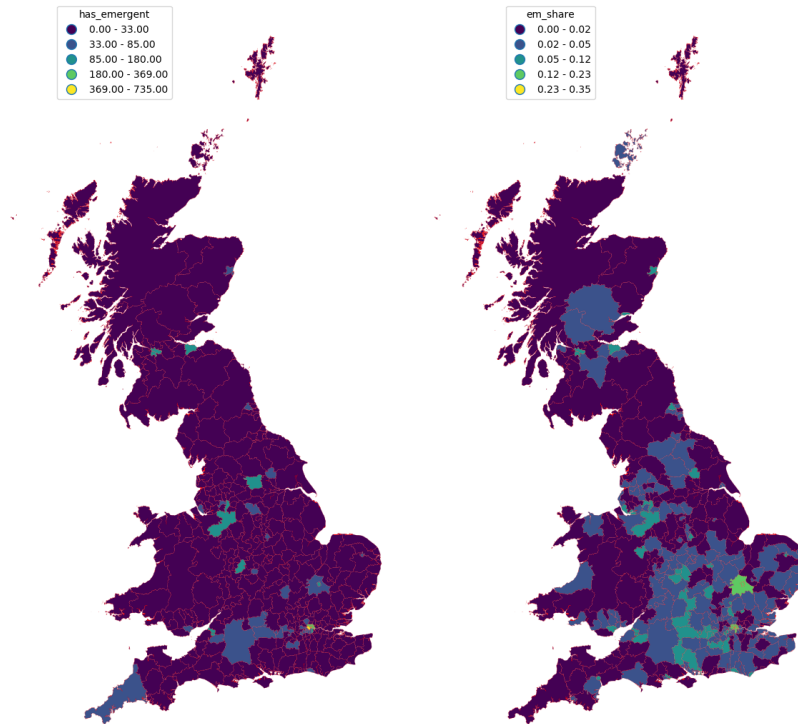 has_emergent
0.00 - 33.00
33.00 - 85.00
85.00 - 180.00
180.00 - 369.00
369.00 - 735.00
em_share
0.00 - 0.02
0.02 - 0.05
0.05 - 0.12
0.12 - 0.23
0.23 - 0.35